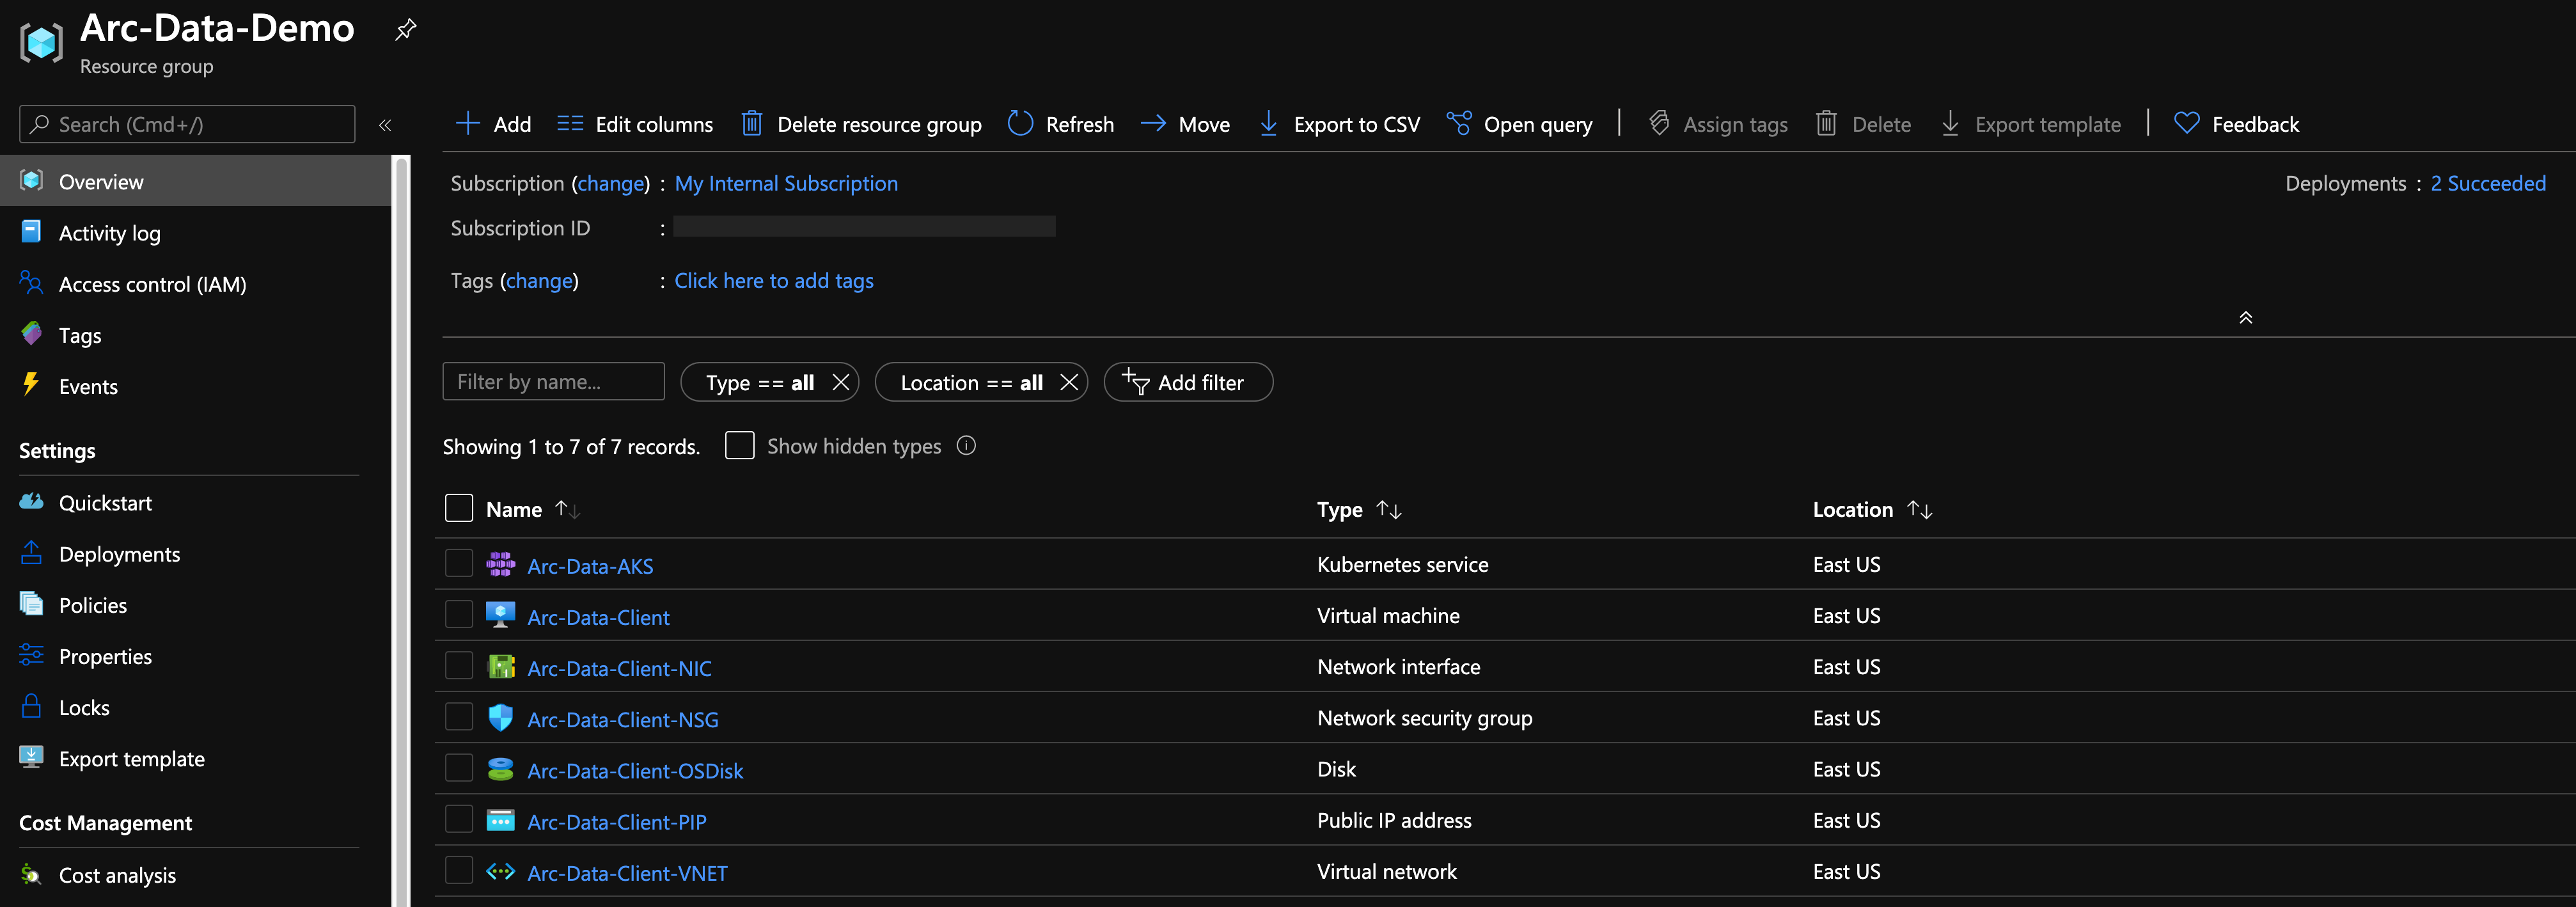 Arc-Data-Demo
Resource group
Search (Cmd+/)
«
Overview
Activity log
Access control (IAM)
Tags
Events
Settings
Quickstart
Deployments
Policies
Properties
Locks
Export template
Cost Management
Cost analysis
Add Edit columns Delete resource group Refresh Move Export to CSV Open query Assign tags Delete Export template Feedback
Subscription (change) : My Internal Subscription Deployments : 2 Succeeded
Subscription ID :
Tags (change) : Click here to add tags
Filter by name... Type == all Location == all Add filter
Showing 1 to 7 of 7 records. Show hidden types
Name Type Location
Arc-Data-AKS Kubernetes service East US
Arc-Data-Client Virtual machine East US
Arc-Data-Client-NIC Network interface East US
Arc-Data-Client-NSG Network security group East US
Arc-Data-Client-OSDisk Disk East US
Arc-Data-Client-PIP Public IP address East US
Arc-Data-Client-VNET Virtual network East US